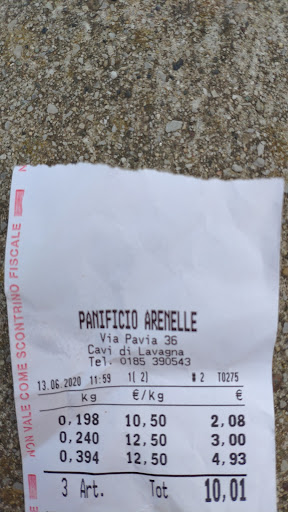 PANIFICIO ARENELLE
Via Pavia 36
Cavi di Lavagna
Tel. 0185 390543
13.06.2020 11:59 1( 2) # 2 T0275
kg €/kg €
0,198 10,50 2,08
0,240 12,50 3,00
0,394 12,50 4,93
3 Art. Tot 10,01
NON VALE COME SCONTRINO FISCALE